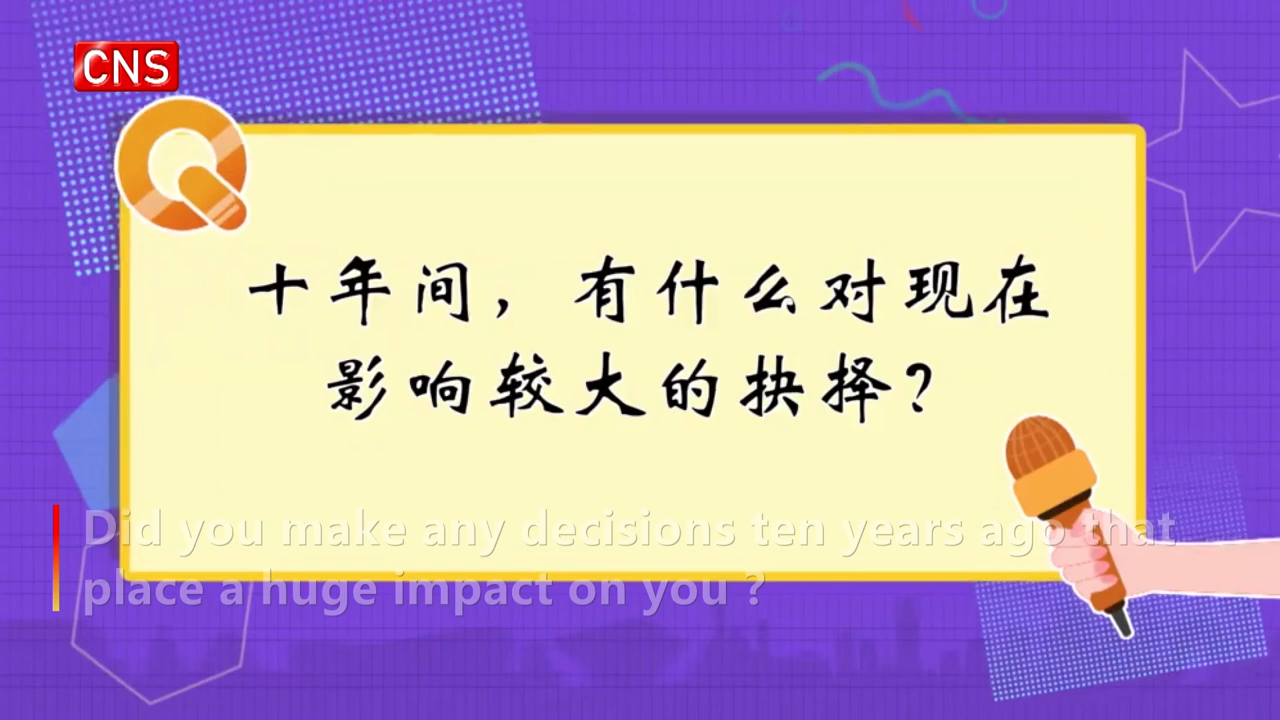 CNS
Q
十年间，有什么对现在
影响较大的抉择？
Did you make any decisions ten years ago that
place a huge impact on you ?